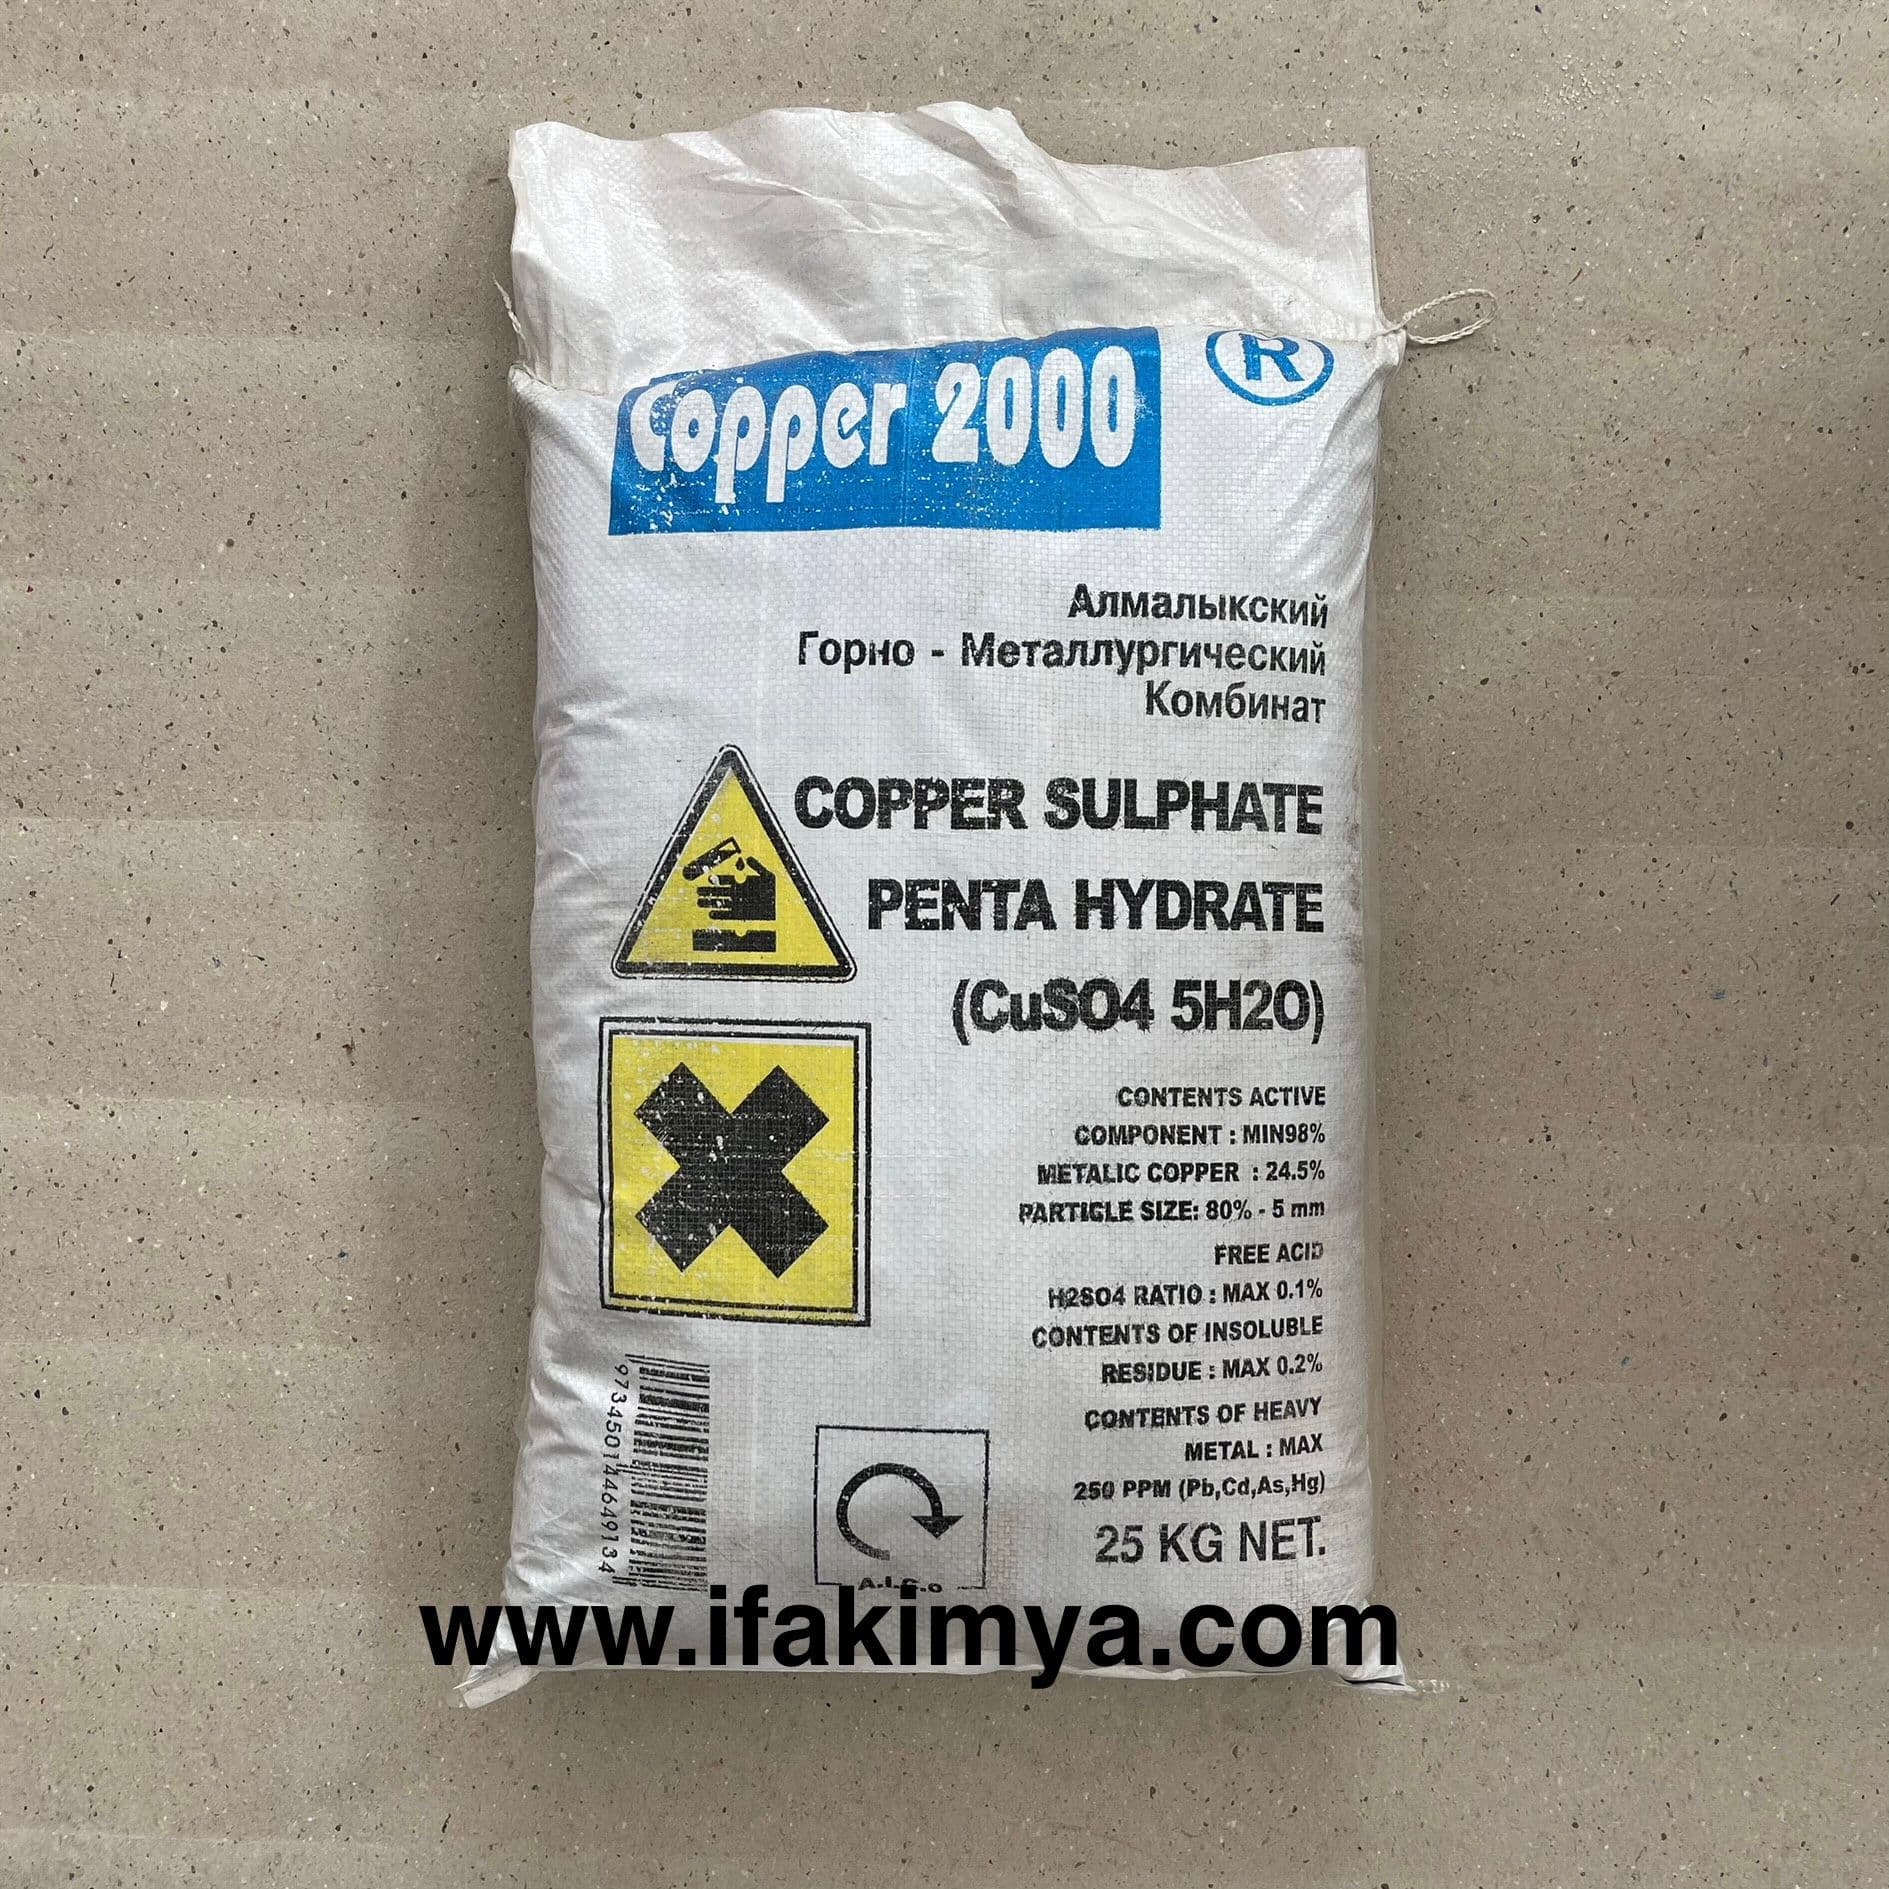 Copper 2000
®
Алмалыкский
Горно - Металлургический
Комбинат
COPPER SULPHATE
PENTA HYDRATE
(CuSO4 5H2O)
CONTENTS ACTIVE
COMPONENT : MIN98%
METALIC COPPER : 24.5%
PARTICLE SIZE: 80% - 5 mm
FREE ACID
H2SO4 RATIO : MAX 0.1%
CONTENTS OF INSOLUBLE
RESIDUE : MAX 0.2%
CONTENTS OF HEAVY
METAL : MAX
250 PPM (Pb,Cd,As,Hg)
25 KG NET.
973450144649134
www.ifakimya.com